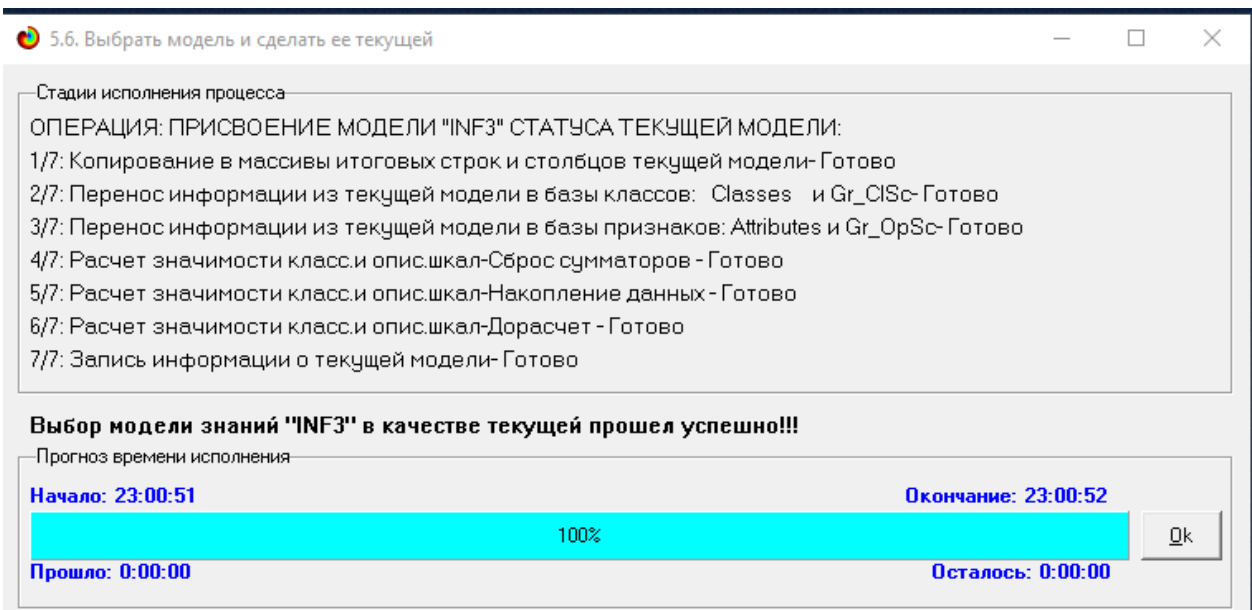 5.6. Выбрать модель и сделать ее текущей
Стадии исполнения процесса
ОПЕРАЦИЯ: ПРИСВОЕНИЕ МОДЕЛИ "INF3" СТАТУСА ТЕКУЩЕЙ МОДЕЛИ:
1/7: Копирование в массивы итоговых строк и столбцов текущей модели- Готово
2/7: Перенос информации из текущей модели в базы классов: Classes и Gr_ClSc- Готово
3/7: Перенос информации из текущей модели в базы признаков: Attributes и Gr_OpSc- Готово
4/7: Расчет значимости класс.и опис.шкал-Сброс сумматоров - Готово
5/7: Расчет значимости класс.и опис.шкал-Накопление данных - Готово
6/7: Расчет значимости класс.и опис.шкал-Дорасчет - Готово
7/7: Запись информации о текущей модели- Готово
Выбор модели знаний "INF3" в качестве текущей прошел успешно!!!
Прогноз времени исполнения
Начало: 23:00:51 Окончание: 23:00:52
100% Ok
Прошло: 0:00:00 Осталось: 0:00:00